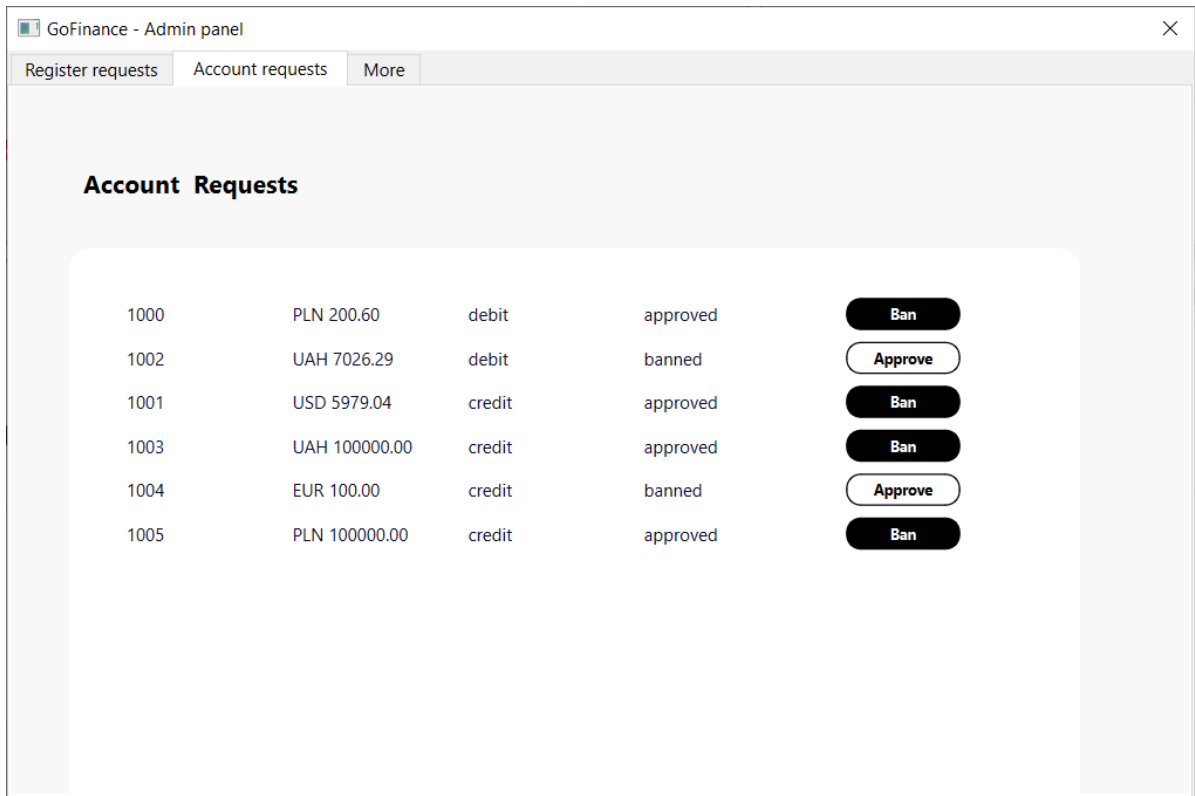 GoFinance - Admin panel
Register requests Account requests More
Account Requests
1000 PLN 200.60 debit approved Ban
1002 UAH 7026.29 debit banned Approve
1001 USD 5979.04 credit approved Ban
1003 UAH 100000.00 credit approved Ban
1004 EUR 100.00 credit banned Approve
1005 PLN 100000.00 credit approved Ban